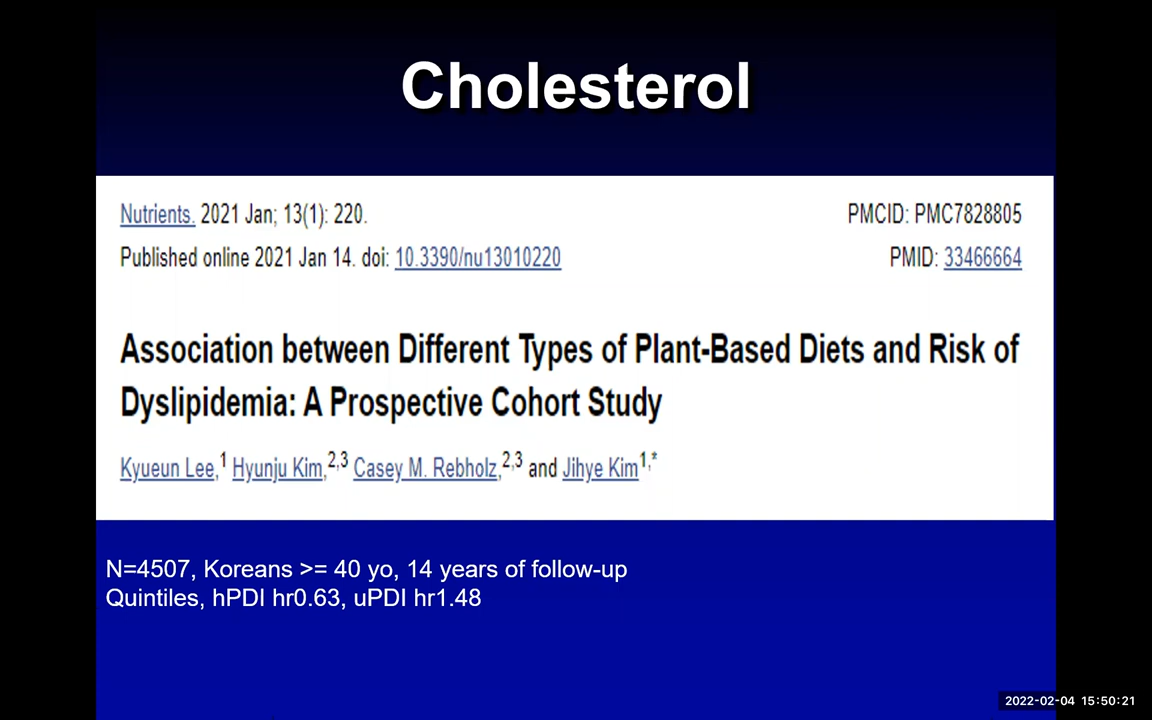 Cholesterol
Nutrients. 2021 Jan; 13(1): 220.
PMCID: PMC7828805
Published online 2021 Jan 14. doi: 10.3390/nu13010220
PMID: 33466664
Association between Different Types of Plant-Based Diets and Risk of
Dyslipidemia: A Prospective Cohort Study
Kyueun Lee,1 Hyunju Kim,2,3 Casey M. Rebholz,2,3 and Jihye Kim1,*
N=4507, Koreans >= 40 yo, 14 years of follow-up
Quintiles, hPDI hr0.63, uPDI hr1.48
2022-02-04 15:50:21